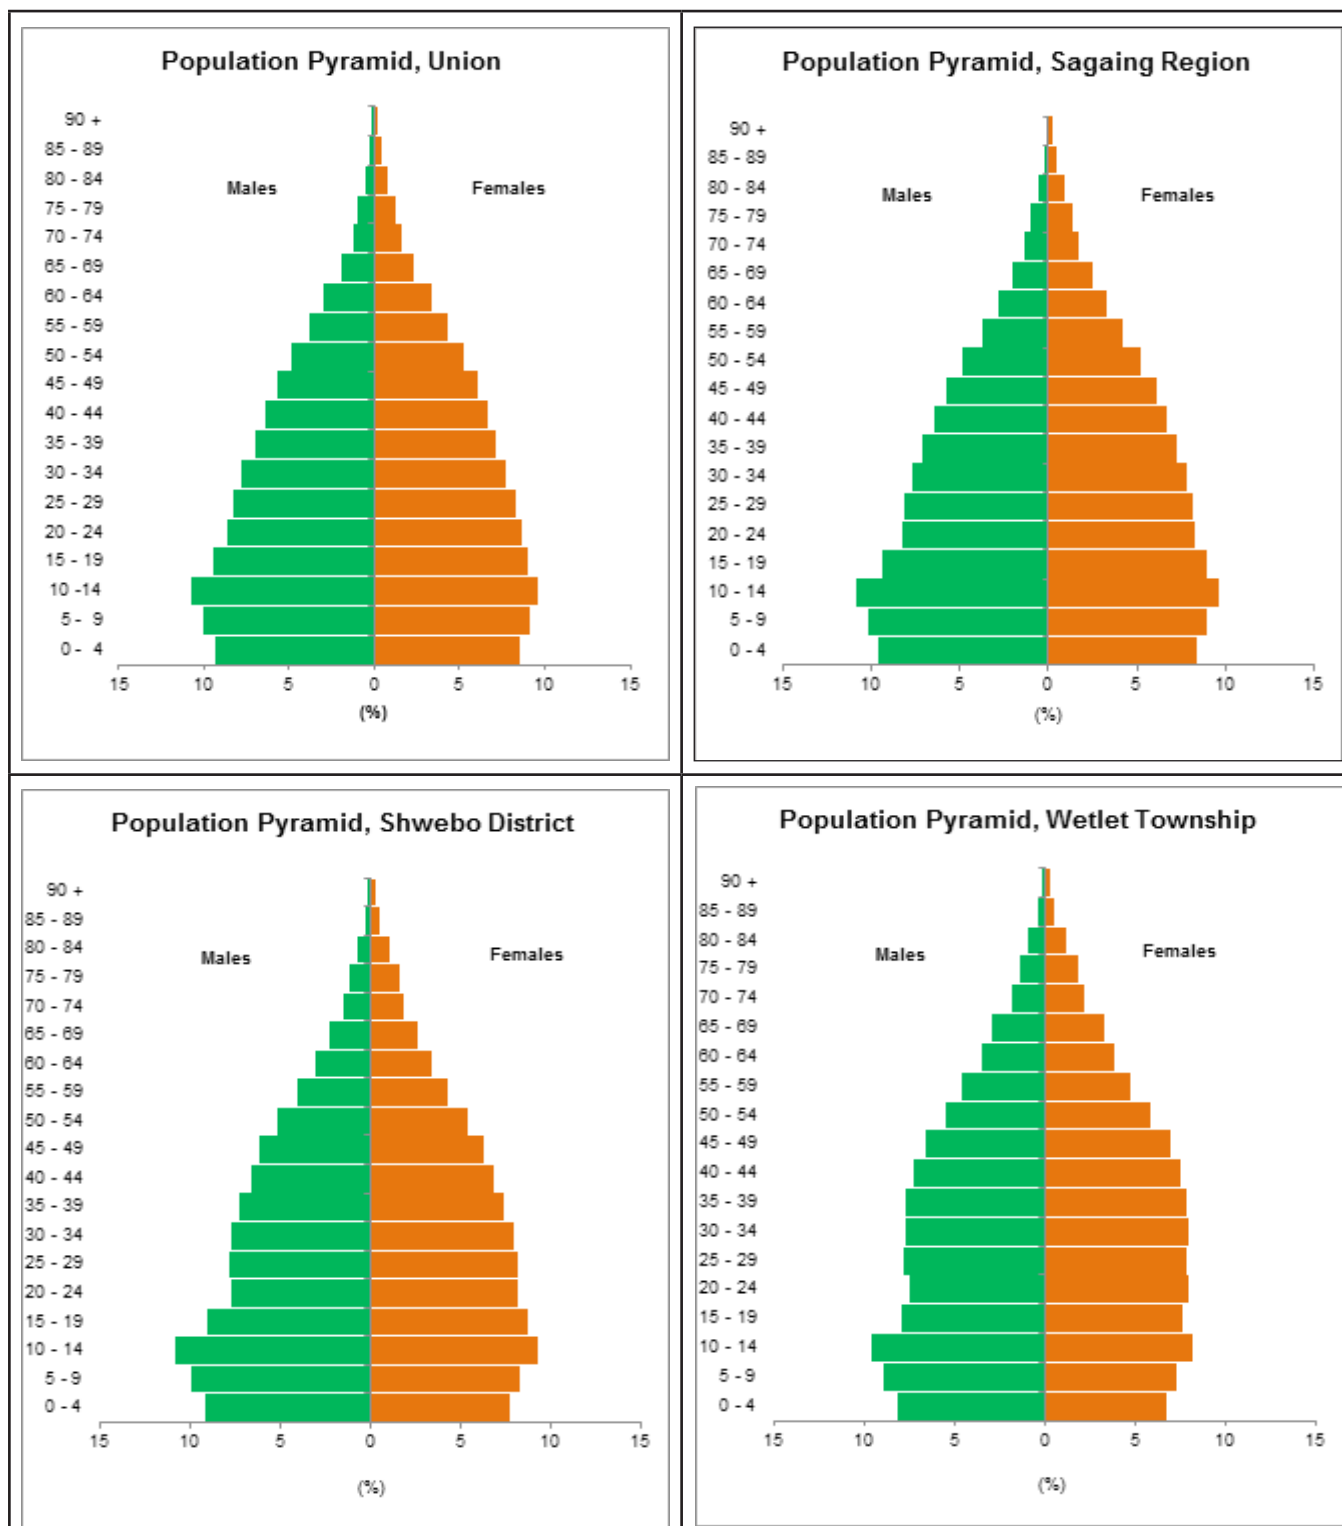 Population Pyramid, Union
90 +
85 - 89
80 - 84
75 - 79
70 - 74
65 - 69
60 - 64
55 - 59
50 - 54
45 - 49
40 - 44
35 - 39
30 - 34
25 - 29
20 - 24
15 - 19
10 -14
5 - 9
0 - 4
Males
Females
15 10 5 0 5 10 15
(%)
Population Pyramid, Sagaing Region
90 +
85 - 89
80 - 84
75 - 79
70 - 74
65 - 69
60 - 64
55 - 59
50 - 54
45 - 49
40 - 44
35 - 39
30 - 34
25 - 29
20 - 24
15 - 19
10 - 14
5 - 9
0 - 4
Males
Females
15 10 5 0 5 10 15
(%)
Population Pyramid, Shwebo District
90 +
85 - 89
80 - 84
75 - 79
70 - 74
65 - 69
60 - 64
55 - 59
50 - 54
45 - 49
40 - 44
35 - 39
30 - 34
25 - 29
20 - 24
15 - 19
10 - 14
5 - 9
0 - 4
Males
Females
15 10 5 0 5 10 15
(%)
Population Pyramid, Wetlet Township
90 +
85 - 89
80 - 84
75 - 79
70 - 74
65 - 69
60 - 64
55 - 59
50 - 54
45 - 49
40 - 44
35 - 39
30 - 34
25 - 29
20 - 24
15 - 19
10 - 14
5 - 9
0 - 4
Males
Females
15 10 5 0 5 10 15
(%)